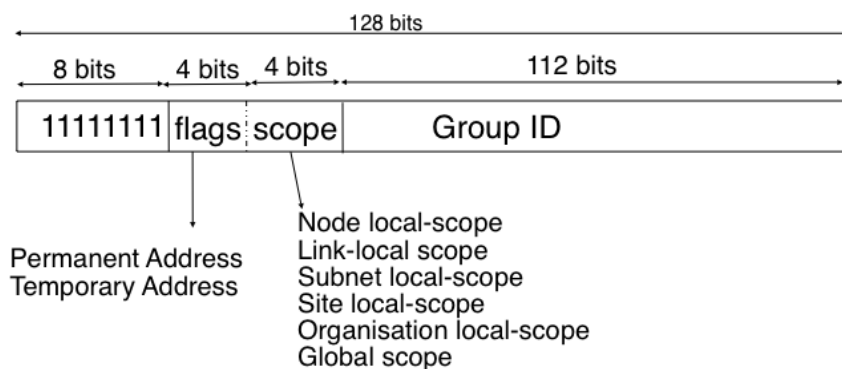 128 bits
8 bits 4 bits 4 bits 112 bits
11111111 flags scope Group ID
Permanent Address
Temporary Address
Node local-scope
Link-local scope
Subnet local-scope
Site local-scope
Organisation local-scope
Global scope